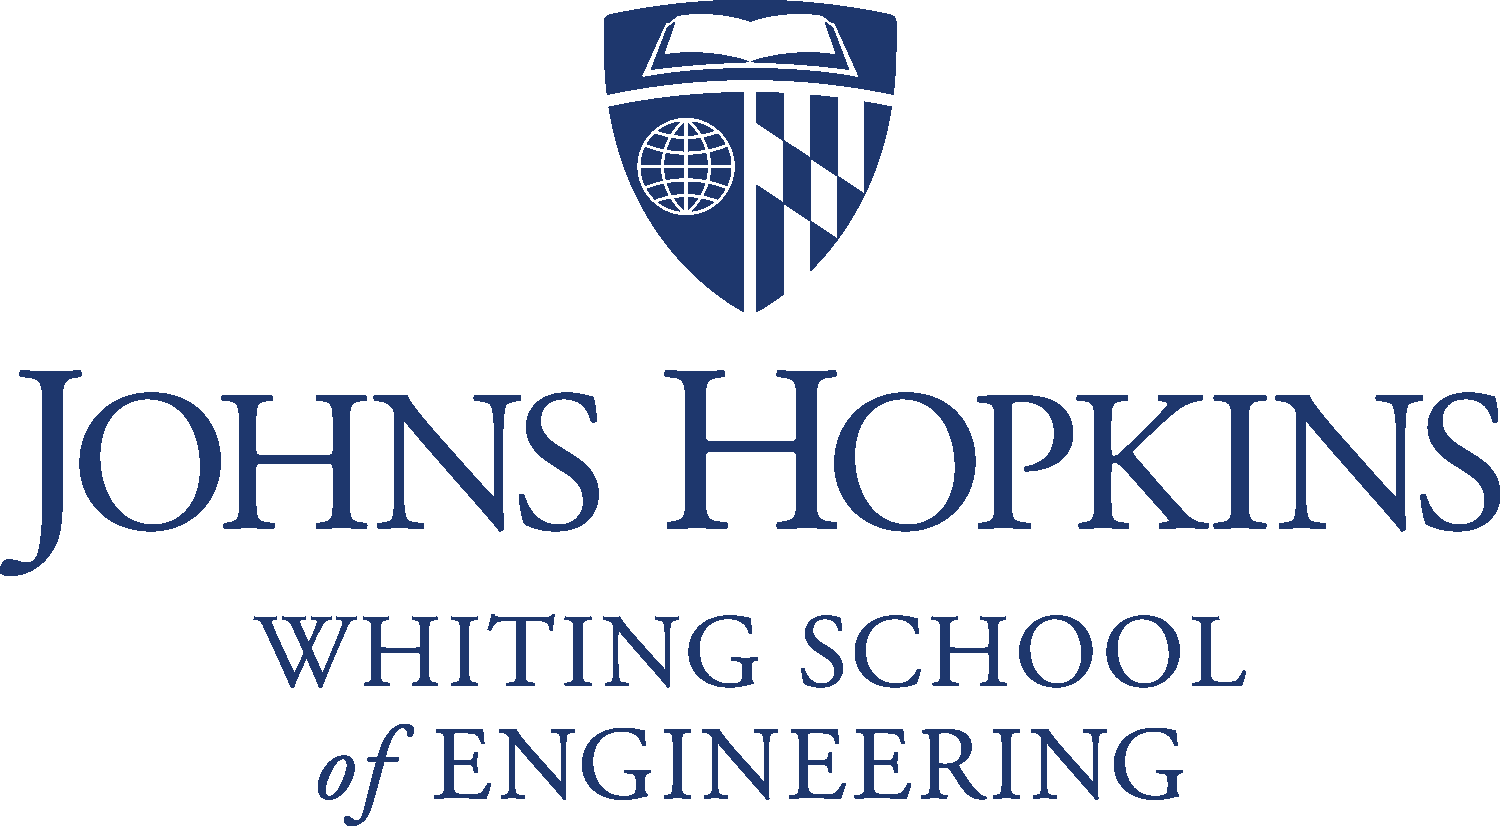 JOHNS HOPKINS
WHITING SCHOOL
of ENGINEERING